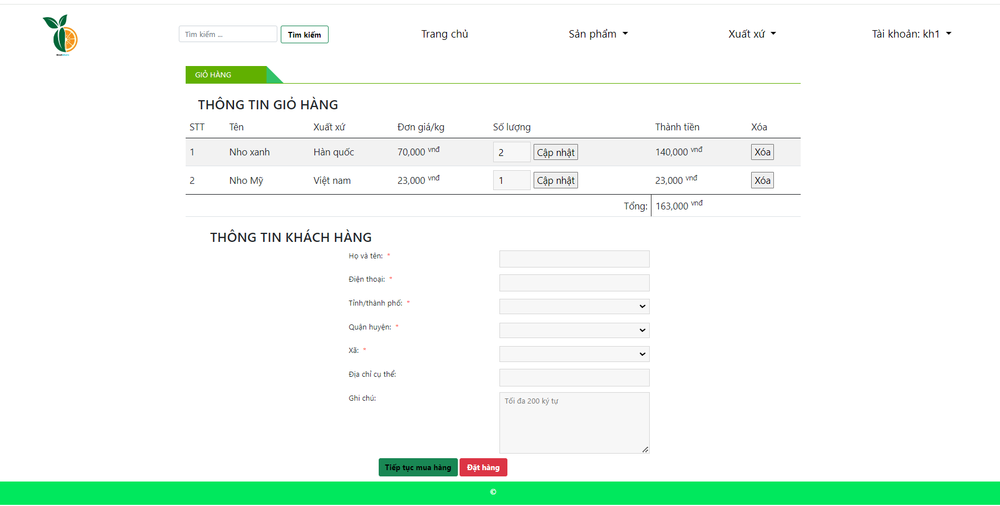 Tìm kiếm ... Tìm kiếm Trang chủ Sản phẩm Xuất xứ Tài khoản: kh1
GIỎ HÀNG
THÔNG TIN GIỎ HÀNG
STT Tên Xuất xứ Đơn giá/kg Số lượng Thành tiền Xóa
1 Nho xanh Hàn quốc 70,000 vnđ 2 Cập nhật 140,000 vnđ Xóa
2 Nho Mỹ Việt nam 23,000 vnđ 1 Cập nhật 23,000 vnđ Xóa
Tổng: 163,000 vnđ
THÔNG TIN KHÁCH HÀNG
Họ và tên: *
Điện thoại: *
Tỉnh/thành phố: *
Quận huyện: *
Xã: *
Địa chỉ cụ thể:
Ghi chú: Tối đa 200 ký tự
Tiếp tục mua hàng Đặt hàng
©